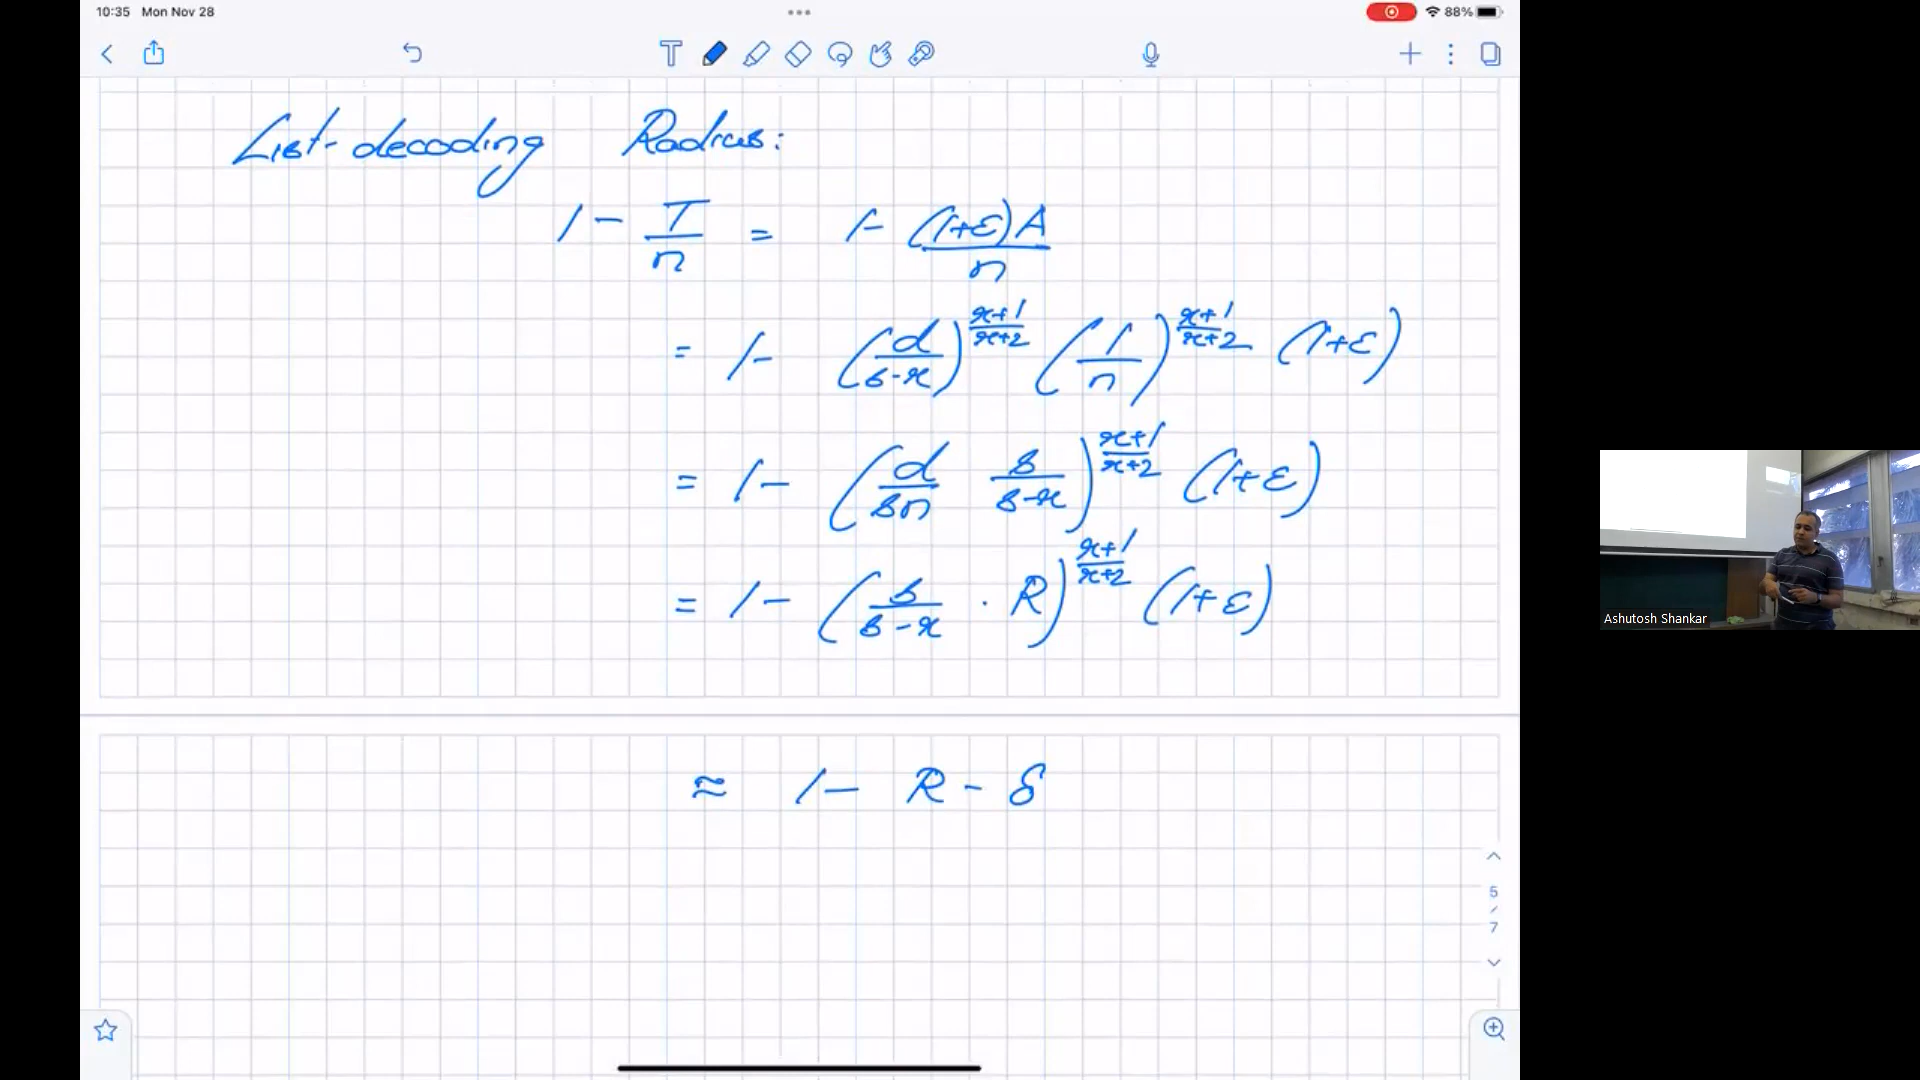 10:35 Mon Nov 28
88%
T
List-decoding Radius:
1 - T/n = 1 - (1+ε)A/n
= 1 - (d/(s-r))^((r+1)/(r+2)) (1/n)^((r+1)/(r+2)) (1+ε)
= 1 - (d/(sn) s/(s-r))^((r+1)/(r+2)) (1+ε)
= 1 - (s/(s-r) · R)^((r+1)/(r+2)) (1+ε)
≈ 1 - R - δ
5
/
7
Ashutosh Shankar